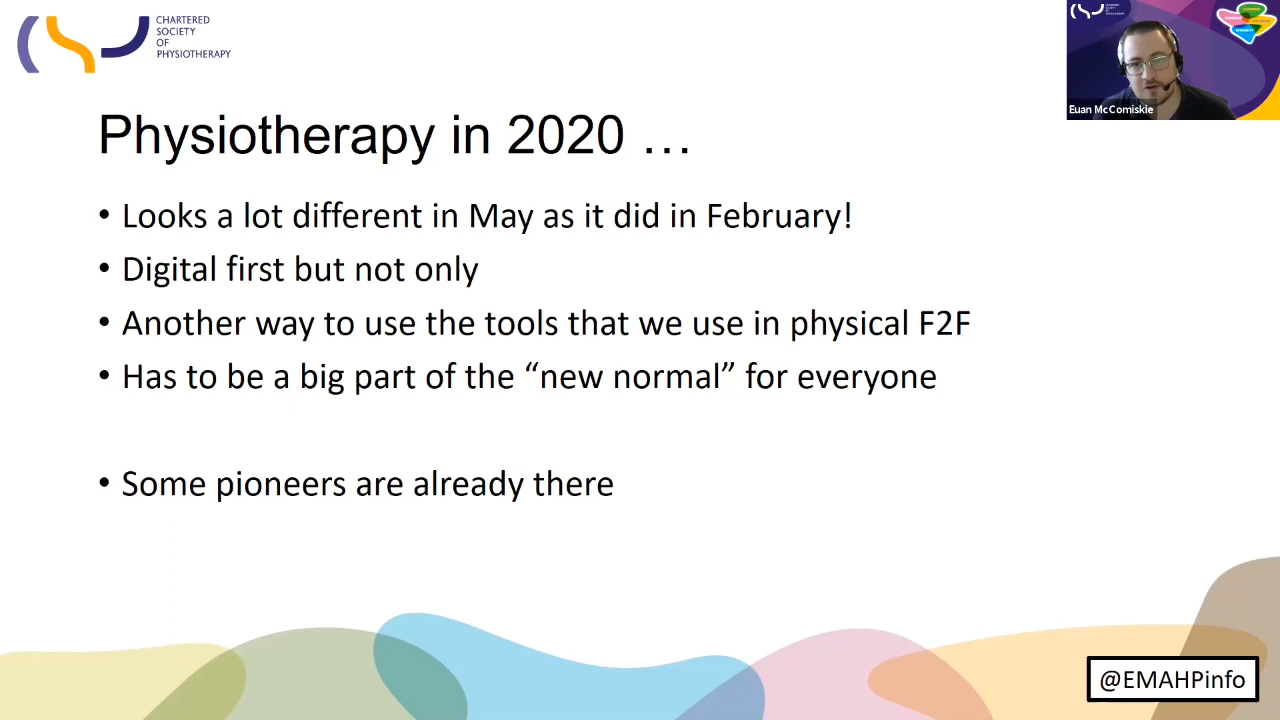 CHARTERED
SOCIETY
OF
PHYSIOTHERAPY
Euan McComiskie
Physiotherapy in 2020 …
• Looks a lot different in May as it did in February!
• Digital first but not only
• Another way to use the tools that we use in physical F2F
• Has to be a big part of the “new normal” for everyone
• Some pioneers are already there
@EMAHPinfo